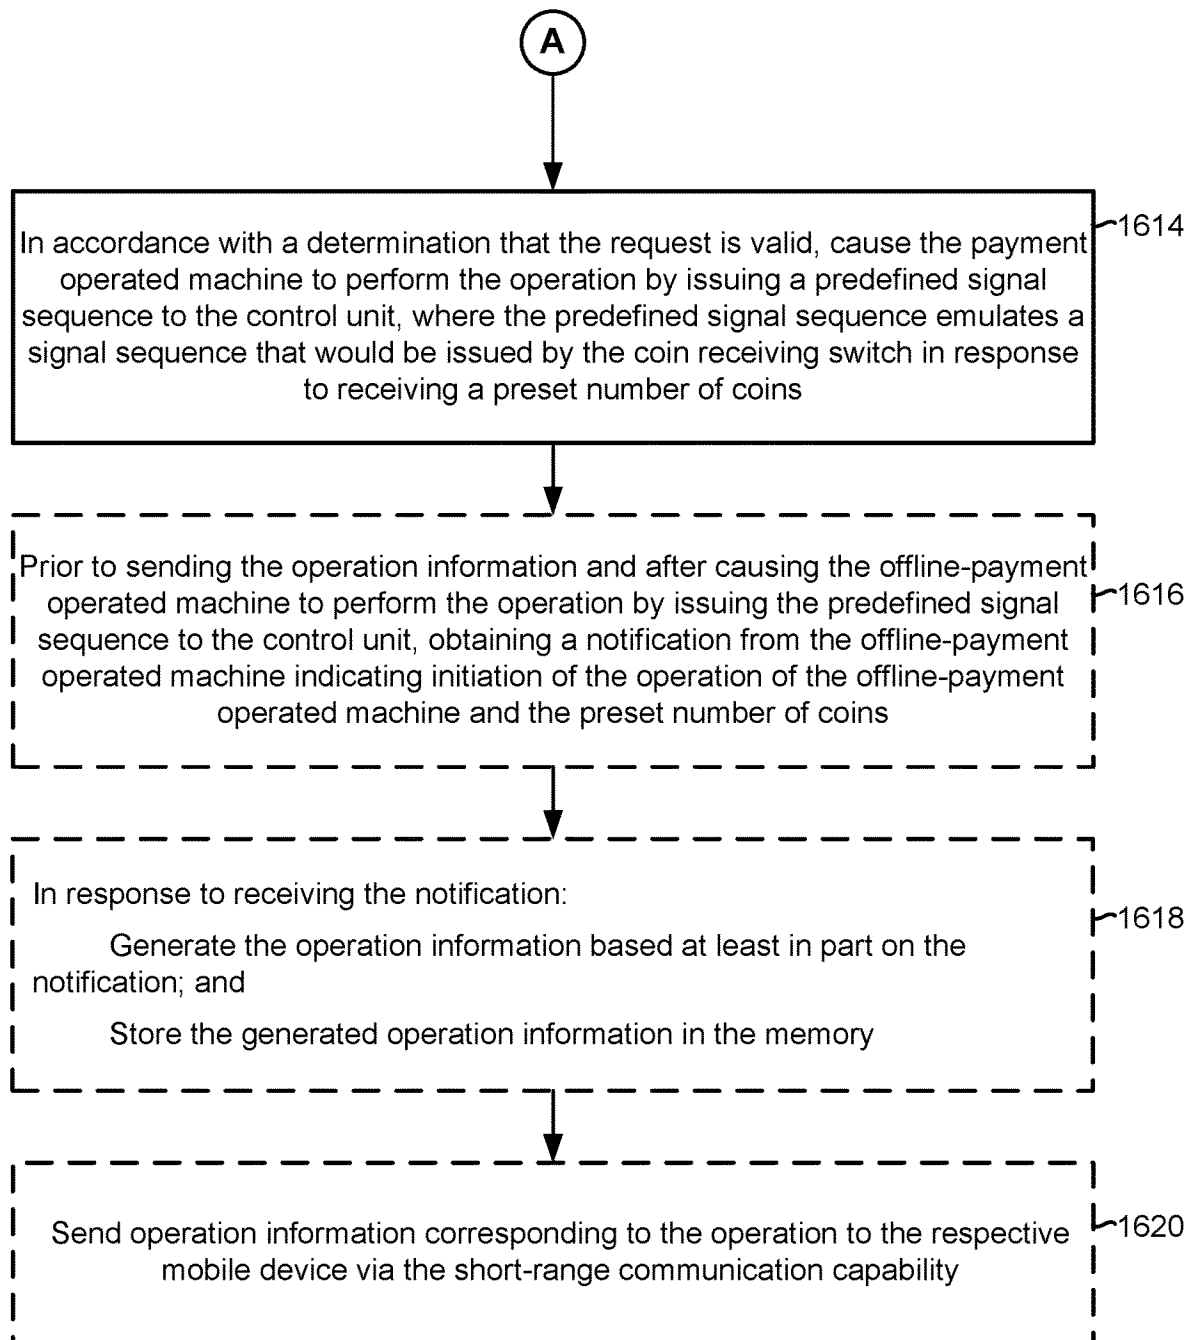 A
In accordance with a determination that the request is valid, cause the payment
operated machine to perform the operation by issuing a predefined signal
sequence to the control unit, where the predefined signal sequence emulates a
signal sequence that would be issued by the coin receiving switch in response
to receiving a preset number of coins
1614
Prior to sending the operation information and after causing the offline-payment
operated machine to perform the operation by issuing the predefined signal
sequence to the control unit, obtaining a notification from the offline-payment
operated machine indicating initiation of the operation of the offline-payment
operated machine and the preset number of coins
1616
In response to receiving the notification:
Generate the operation information based at least in part on the
notification; and
Store the generated operation information in the memory
1618
Send operation information corresponding to the operation to the respective
mobile device via the short-range communication capability
1620